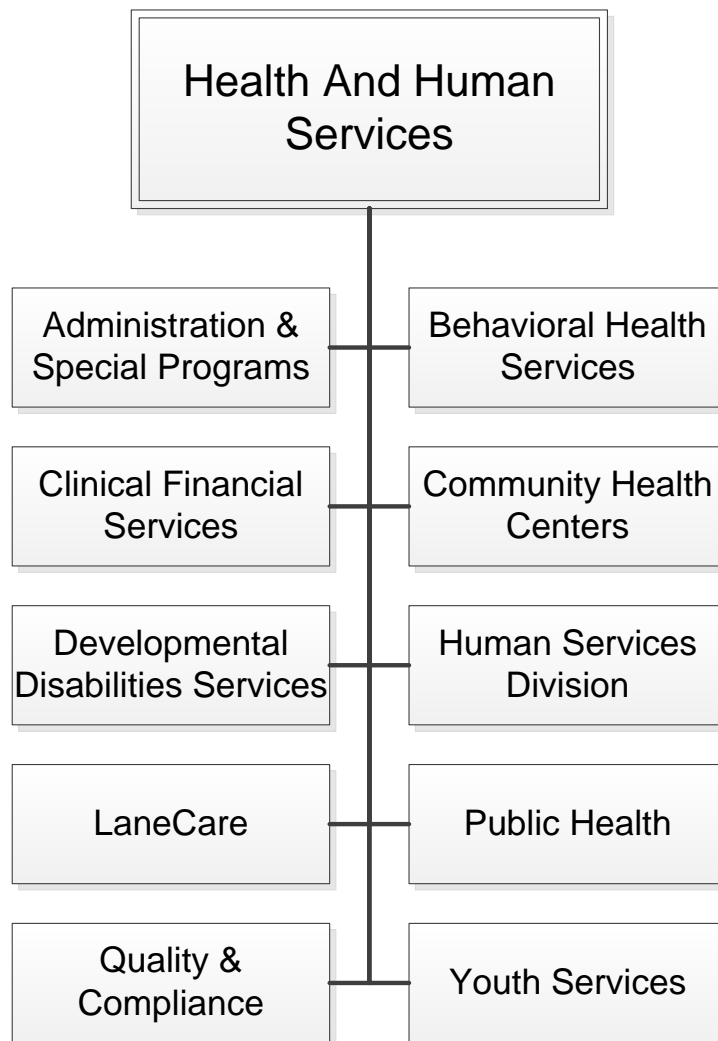 Health And Human
Services
Administration &
Special Programs
Behavioral Health
Services
Clinical Financial
Services
Community Health
Centers
Developmental
Disabilities Services
Human Services
Division
LaneCare
Public Health
Quality &
Compliance
Youth Services